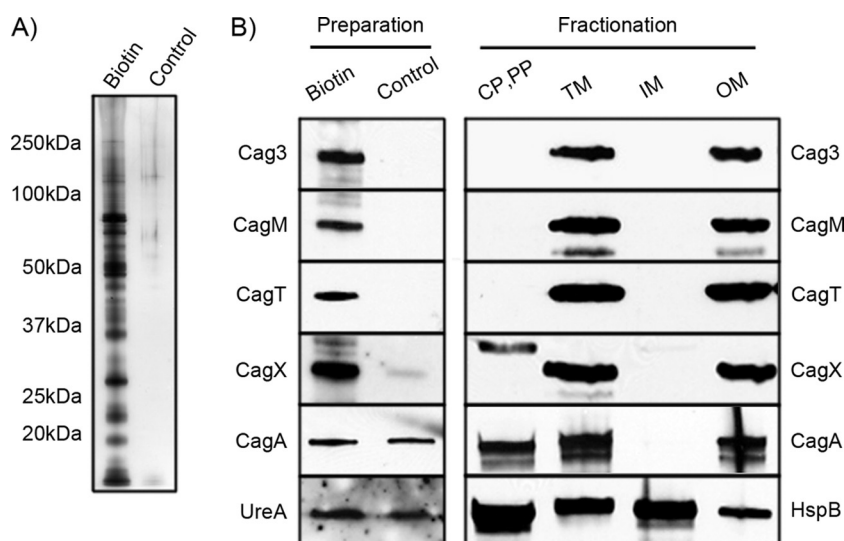 A)
Biotin
Control
250kDa
100kDa
50kDa
37kDa
25kDa
20kDa
B)
Preparation
Fractionation
Biotin
Control
CP,PP
TM
IM
OM
Cag3
Cag3
CagM
CagM
CagT
CagT
CagX
CagX
CagA
CagA
UreA
HspB